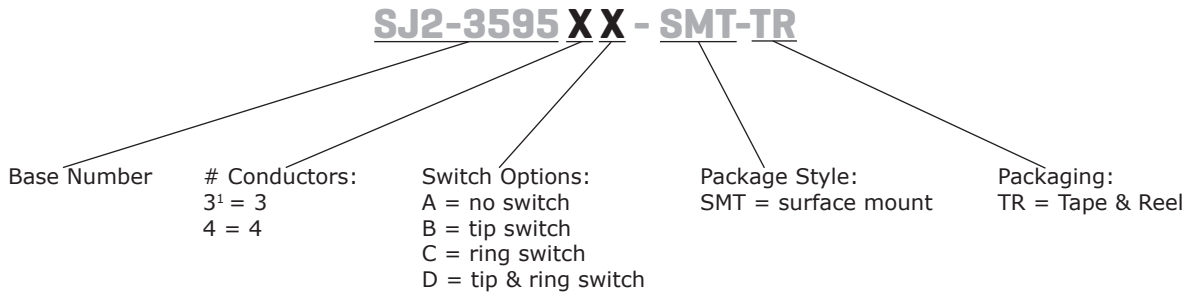 SJ2-3595 X X - SMT-TR
Base Number
# Conductors:
3¹ = 3
4 = 4
Switch Options:
A = no switch
B = tip switch
C = ring switch
D = tip & ring switch
Package Style:
SMT = surface mount
Packaging:
TR = Tape & Reel